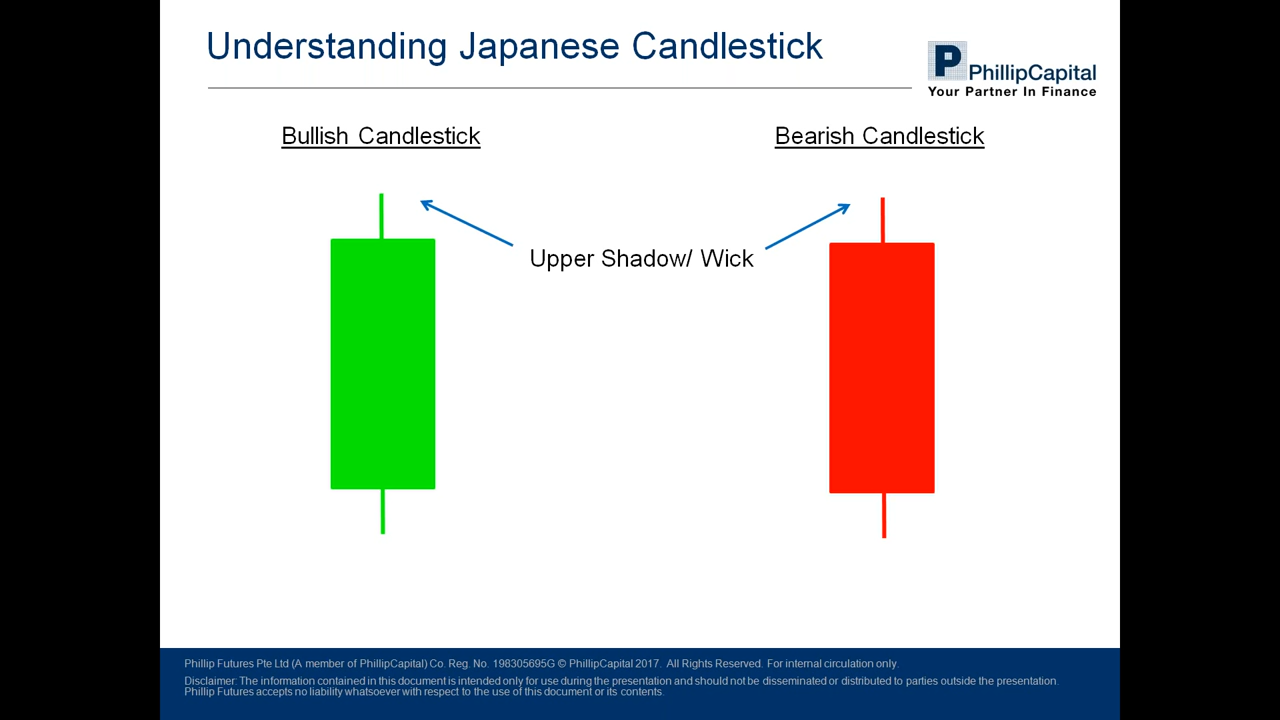 Understanding Japanese Candlestick
P PhillipCapital
Your Partner In Finance
Bullish Candlestick
Bearish Candlestick
Upper Shadow/ Wick
Phillip Futures Pte Ltd (A member of PhillipCapital) Co. Reg. No. 198305695G © PhillipCapital 2017. All Rights Reserved. For internal circulation only.
Disclaimer: The information contained in this document is intended only for use during the presentation and should not be disseminated or distributed to parties outside the presentation.
Phillip Futures accepts no liability whatsoever with respect to the use of this document or its contents.